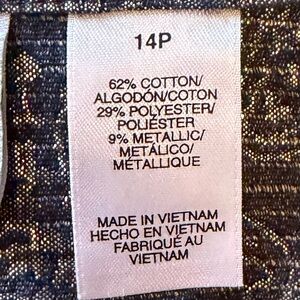 14P
62% COTTON/
ALGODÓN/COTON
29% POLYESTER/
POLIÉSTER
9% METALLIC/
METÁLICO/
MÉTALLIQUE
MADE IN VIETNAM
HECHO EN VIETNAM
FABRIQUÉ AU
VIETNAM